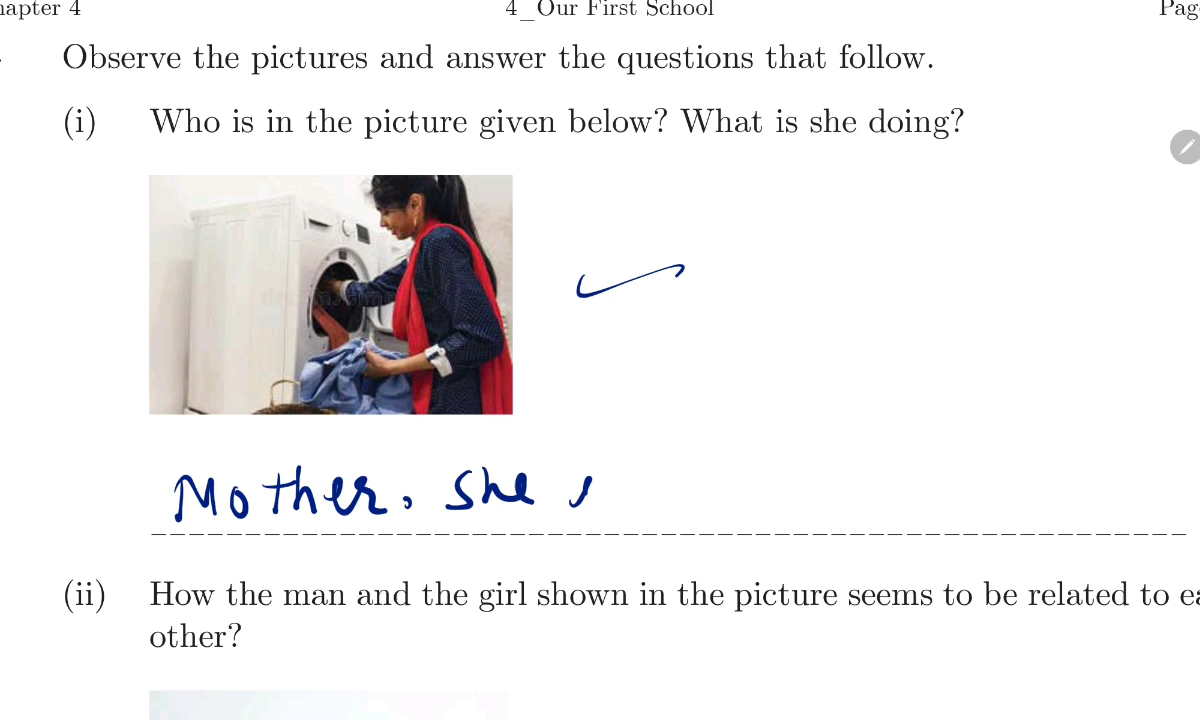 4_Our First School
Observe the pictures and answer the questions that follow.
(i) Who is in the picture given below? What is she doing?
Mother. She
(ii) How the man and the girl shown in the picture seems to be related to
other?